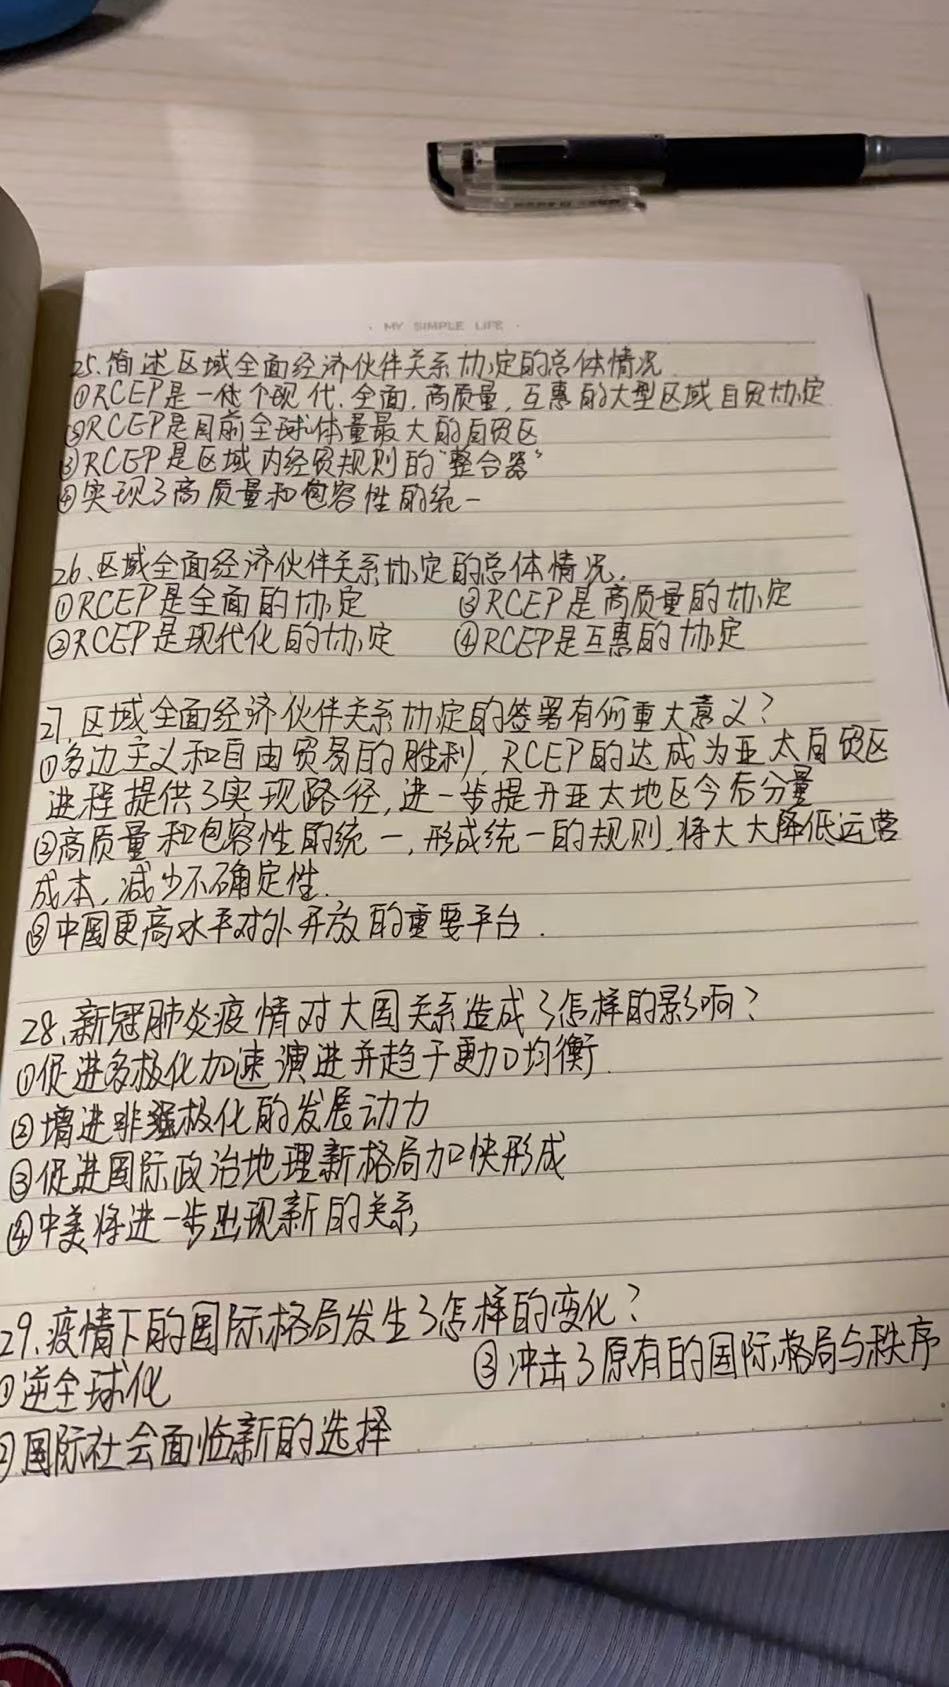 · MY SIMPLE LIFE ·
25.简述区域全面经济伙伴关系协定的总体情况.
①RCEP是一个现代、全面、高质量、互惠的大型区域自贸协定
②RCEP是目前全球体量最大的自贸区
③RCEP是区域内经贸规则的“整合器”
④实现了高质量和包容性的统一
26、区域全面经济伙伴关系协定的总体情况.
①RCEP是全面的协定 ③RCEP是高质量的协定
②RCEP是现代化的协定 ④RCEP是互惠的协定
27.区域全面经济伙伴关系协定的签署有何重大意义？
①多边主义和自由贸易的胜利,RCEP的达成为亚太自贸区
进程提供了实现路径,进一步提升亚太地区今后分量
②高质量和包容性的统一,形成统一的规则,将大大降低运营
成本,减少不确定性.
③中国更高水平对外开放的重要平台.
28、新冠肺炎疫情对大国关系造成了怎样的影响？
①促进多极化加速演进并趋于更加均衡.
②增进非极化的发展动力
③促进国际政治地理新格局加快形成
④中美将进一步出现新的关系
29.疫情下的国际格局发生了怎样的变化？
①逆全球化 ③冲击了原有的国际格局与秩序
②国际社会面临新的选择